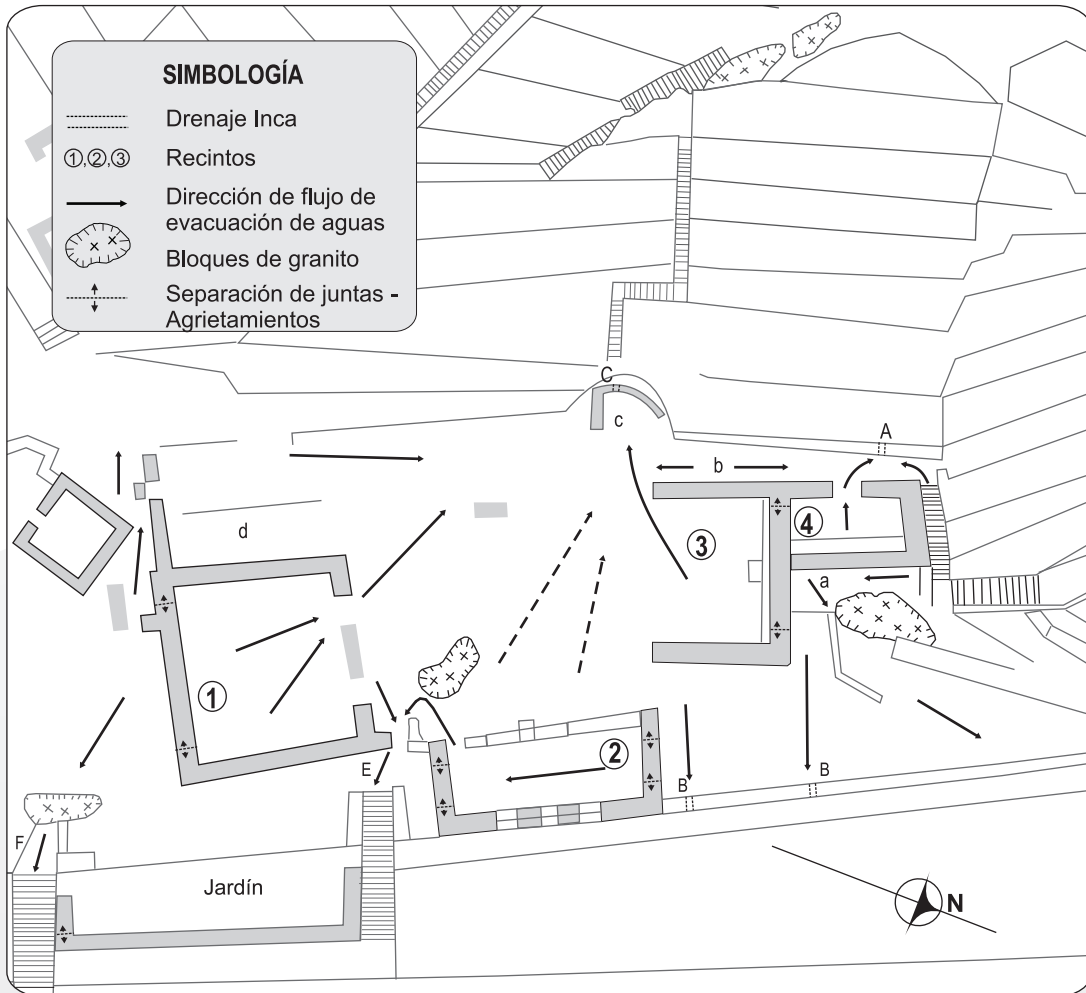 SIMBOLOGÍA
Drenaje Inca
①,②,③ Recintos
Dirección de flujo de
evacuación de aguas
Bloques de granito
Separación de juntas -
Agrietamientos
C
c
A
b
d
③
④
a
①
②
E
B
B
F
Jardín
N